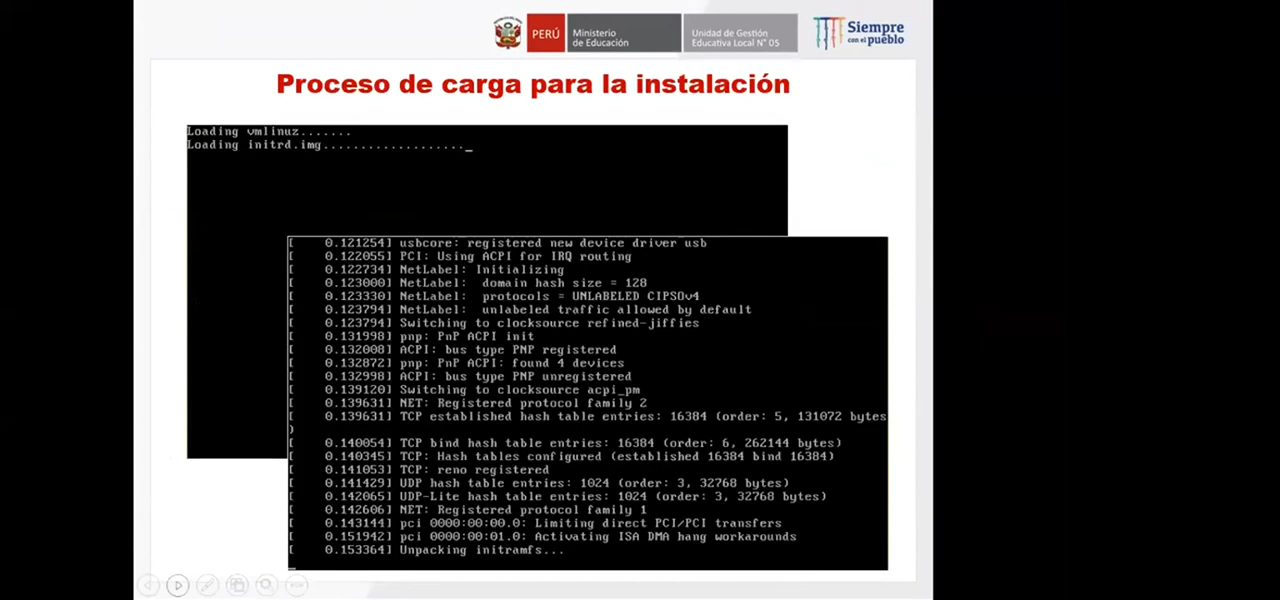 PERÚ
Ministerio
de Educación
Unidad de Gestión
Educativa Local N° 05
Siempre
con el pueblo
Proceso de carga para la instalación
Loading vmlinuz.......
Loading initrd.img..................._
[    0.121254] usbcore: registered new device driver usb
[    0.122055] PCI: Using ACPI for IRQ routing
[    0.122734] NetLabel: Initializing
[    0.123000] NetLabel:  domain hash size = 128
[    0.123330] NetLabel:  protocols = UNLABELED CIPSOv4
[    0.123794] NetLabel:  unlabeled traffic allowed by default
[    0.123794] Switching to clocksource refined-jiffies
[    0.131998] pnp: PnP ACPI init
[    0.132008] ACPI: bus type PNP registered
[    0.132872] pnp: PnP ACPI: found 4 devices
[    0.132998] ACPI: bus type PNP unregistered
[    0.139120] Switching to clocksource acpi_pm
[    0.139631] NET: Registered protocol family 2
[    0.139631] TCP established hash table entries: 16384 (order: 5, 131072 bytes
)
[    0.140054] TCP bind hash table entries: 16384 (order: 6, 262144 bytes)
[    0.140345] TCP: Hash tables configured (established 16384 bind 16384)
[    0.141053] TCP: reno registered
[    0.141429] UDP hash table entries: 1024 (order: 3, 32768 bytes)
[    0.142065] UDP-Lite hash table entries: 1024 (order: 3, 32768 bytes)
[    0.142606] NET: Registered protocol family 1
[    0.143144] pci 0000:00:00.0: Limiting direct PCI/PCI transfers
[    0.151942] pci 0000:00:01.0: Activating ISA DMA hang workarounds
[    0.153364] Unpacking initramfs...